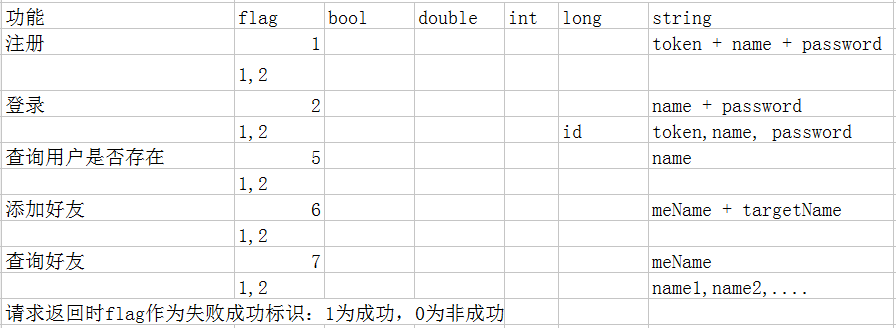 功能 flag bool double int long string
注册 1 token + name + password
1,2
登录 2 name + password
1,2 id token,name, password
查询用户是否存在 5 name
1,2
添加好友 6 meName + targetName
1,2
查询好友 7 meName
1,2 name1,name2,....
请求返回时flag作为失败成功标识: 1为成功, 0为非成功